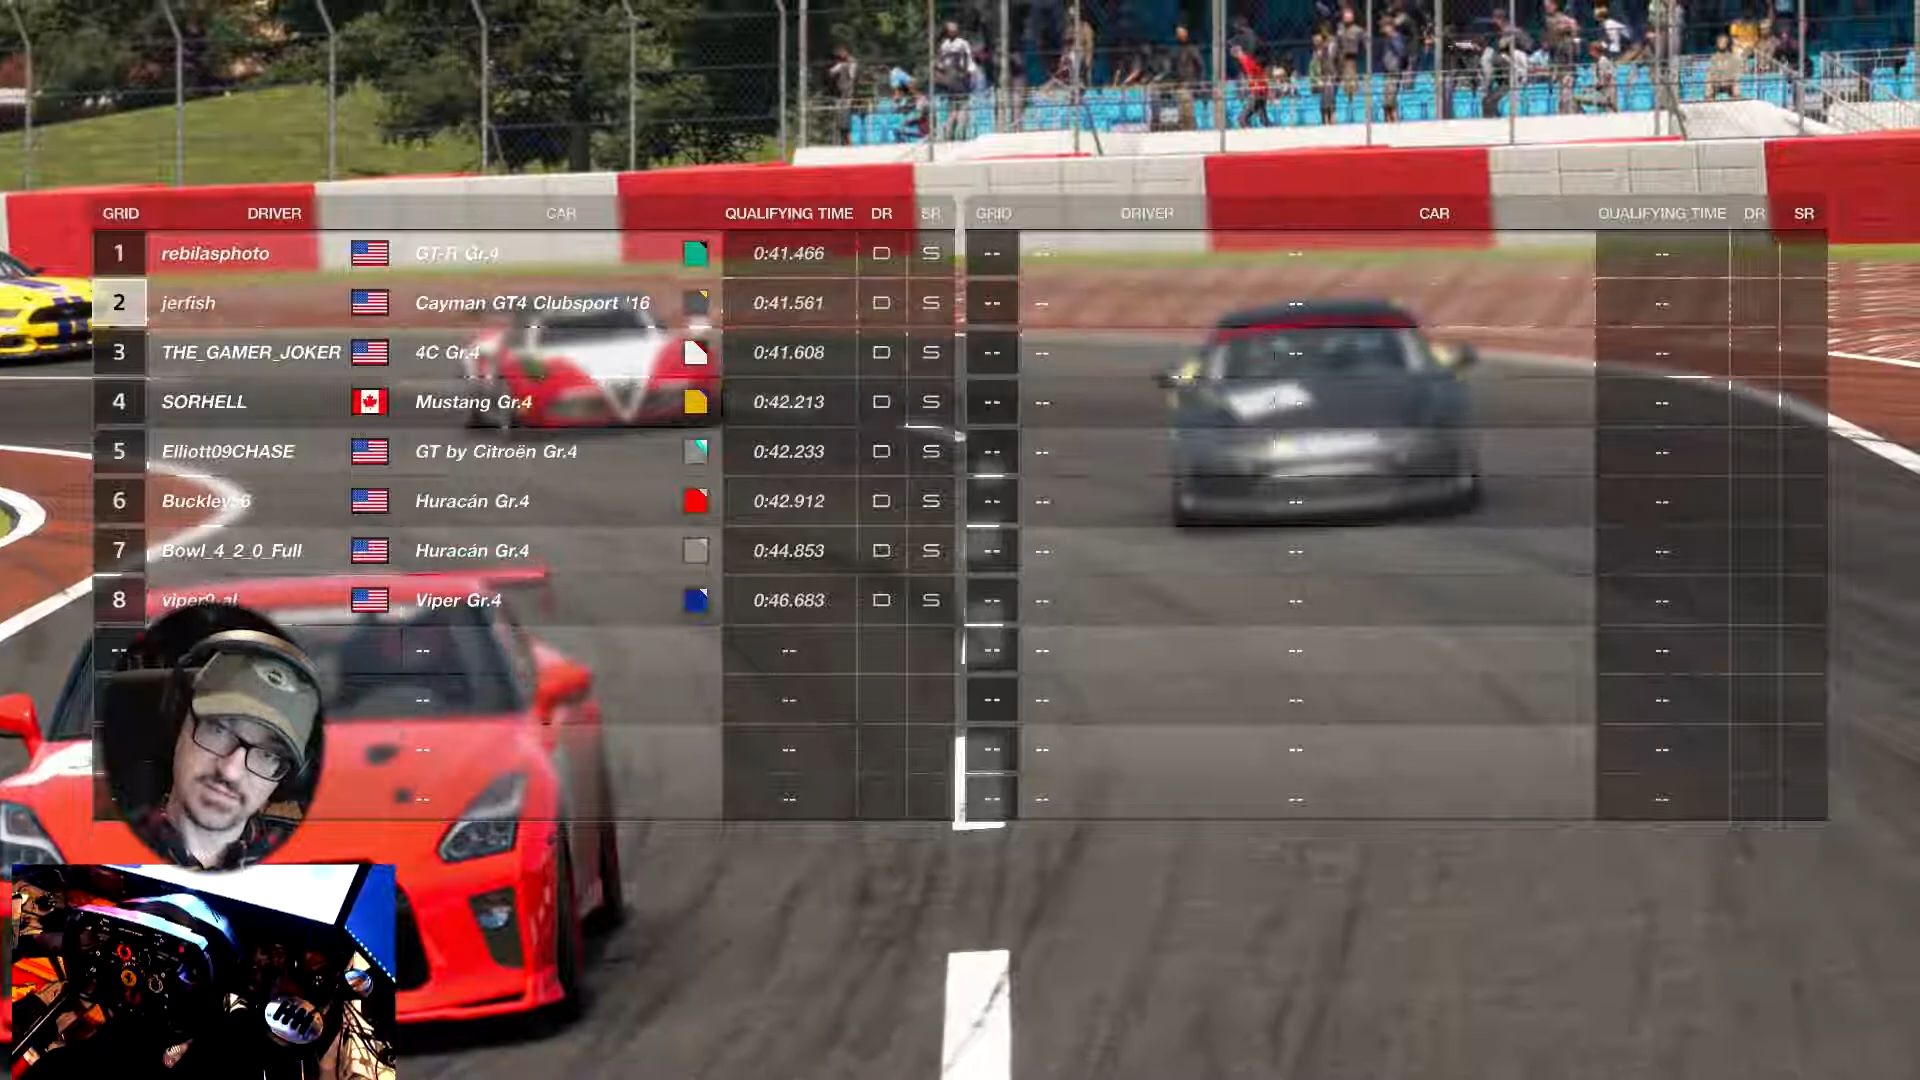 GRID DRIVER CAR QUALIFYING TIME DR SR GRID DRIVER CAR QUALIFYING TIME DR SR
1 rebilasphoto GT-R Gr.4 0:41.466 D S -- -- -- --
2 jerfish Cayman GT4 Clubsport '16 0:41.561 D S -- -- -- --
3 THE_GAMER_JOKER 4C Gr.4 0:41.608 D S -- -- -- --
4 SORHELL Mustang Gr.4 0:42.213 D S -- -- -- --
5 Elliott09CHASE GT by Citroën Gr.4 0:42.233 D S -- -- -- --
6 Huracán Gr.4 0:42.912 D S -- -- -- --
7 Bowl_4_2_0_Full Huracán Gr.4 0:44.853 D S -- -- -- --
8 Viper Gr.4 0:46.683 D S -- -- -- --
-- -- -- -- -- -- --
-- -- -- -- --
-- -- -- -- -- --
-- -- -- -- -- --